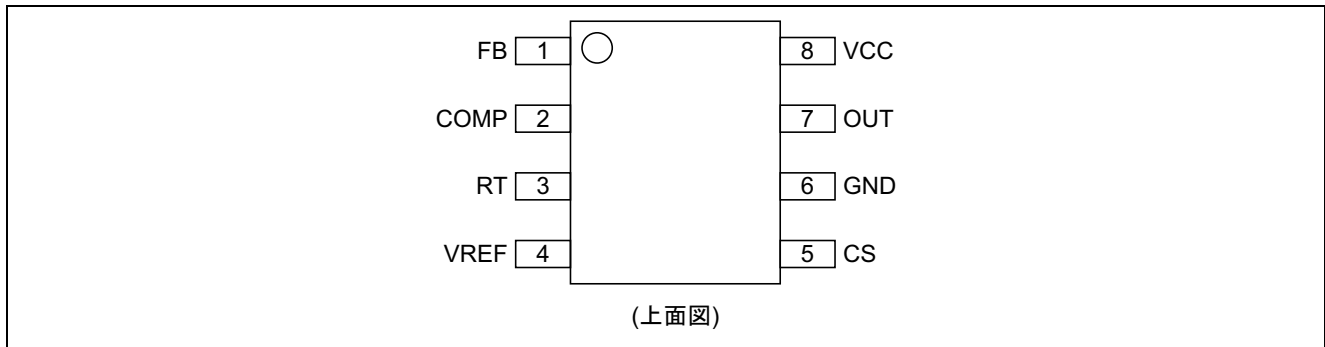 FB 1 8 VCC
COMP 2 7 OUT
RT 3 6 GND
VREF 4 5 CS
(上面図)